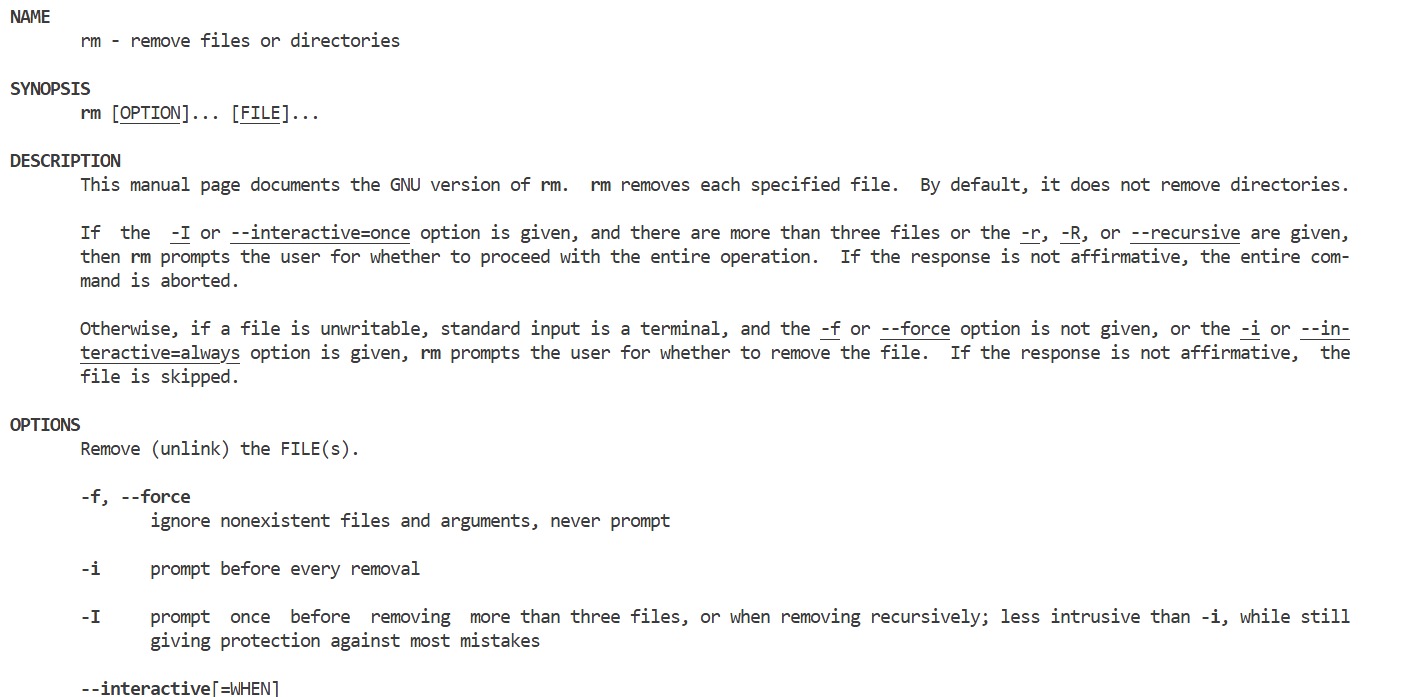 NAME
rm - remove files or directories
SYNOPSIS
rm [OPTION]... [FILE]...
DESCRIPTION
This manual page documents the GNU version of rm.  rm removes each specified file.  By default, it does not remove directories.
If  the  -I or --interactive=once option is given, and there are more than three files or the -r, -R, or --recursive are given,
then rm prompts the user for whether to proceed with the entire operation.  If the response is not affirmative, the entire com-
mand is aborted.
Otherwise, if a file is unwritable, standard input is a terminal, and the -f or --force option is not given, or the -i or --in-
teractive=always option is given, rm prompts the user for whether to remove the file.  If the response is not affirmative,  the
file is skipped.
OPTIONS
Remove (unlink) the FILE(s).
-f, --force
ignore nonexistent files and arguments, never prompt
-i     prompt before every removal
-I     prompt  once  before  removing  more than three files, or when removing recursively; less intrusive than -i, while still
giving protection against most mistakes
--interactive[=WHEN]